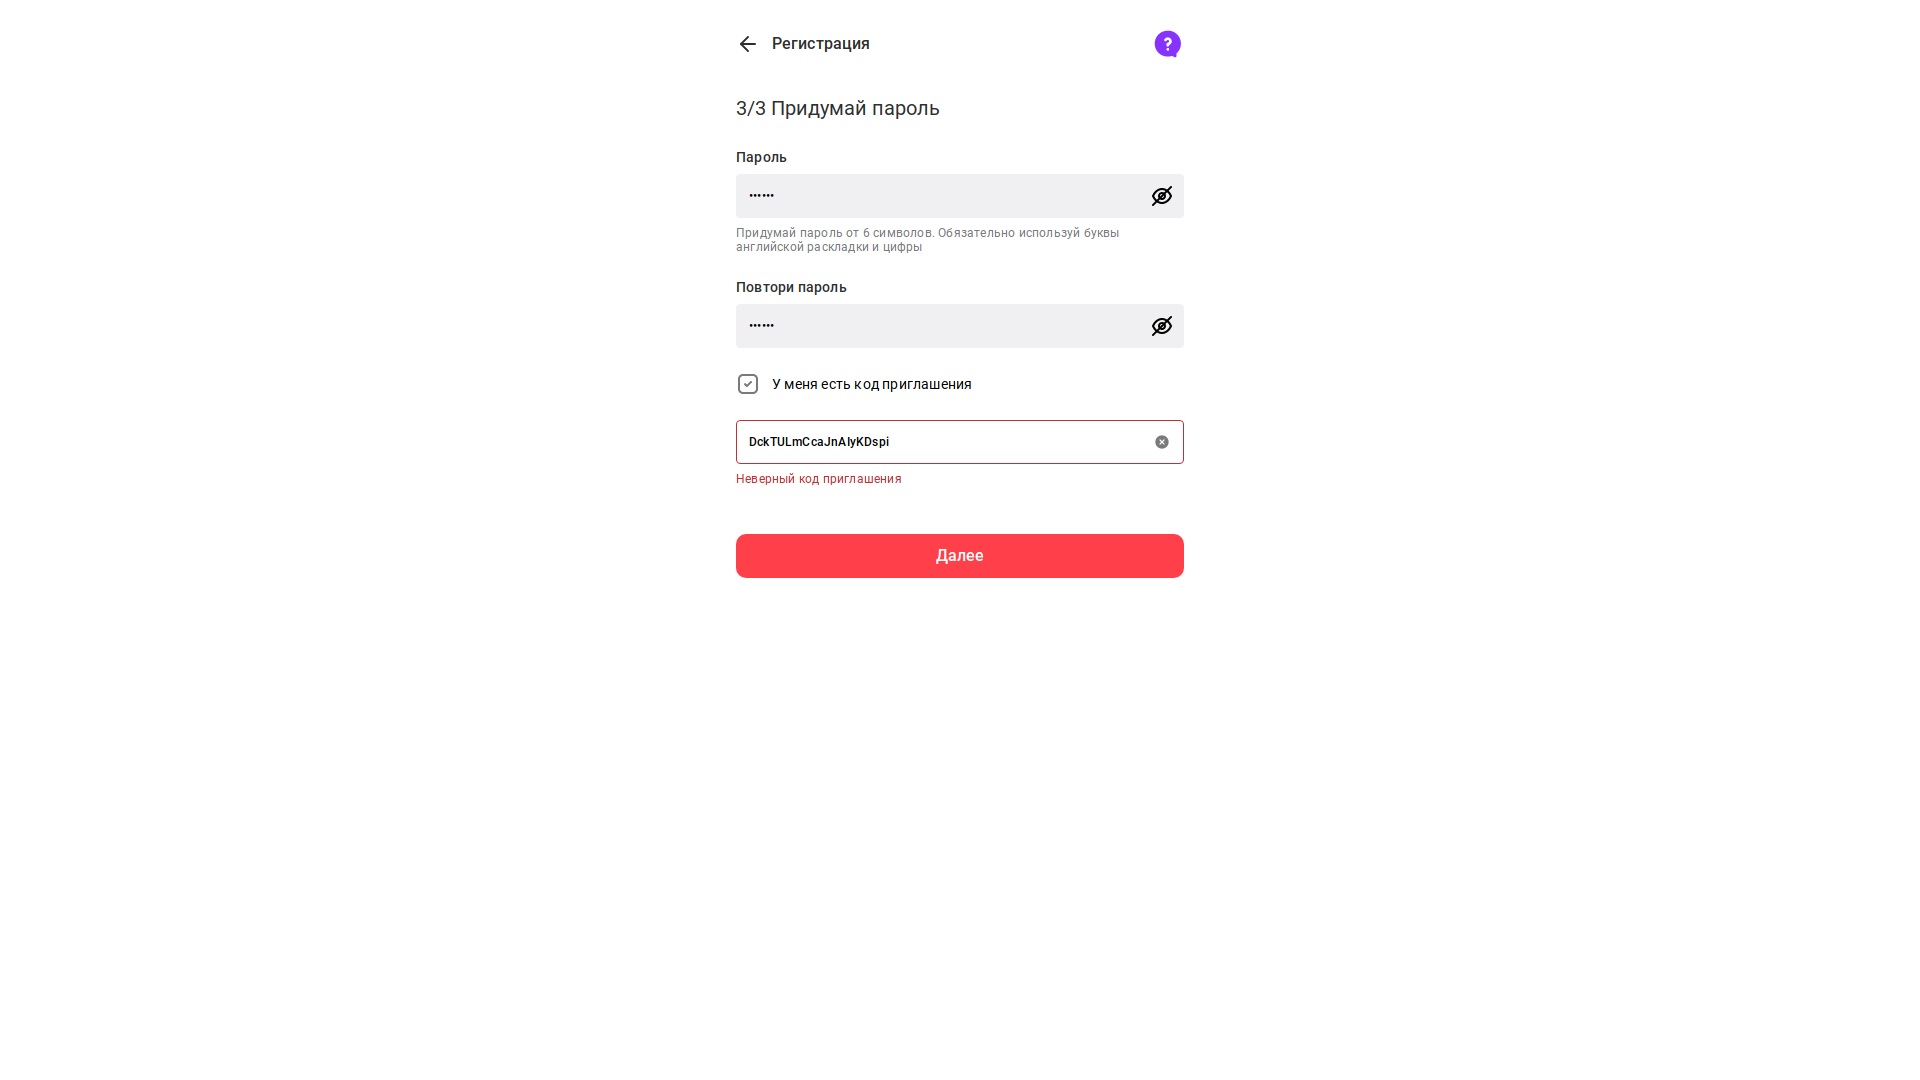 Регистрация
3/3 Придумай пароль
Пароль
••••••
Придумай пароль от 6 символов. Обязательно используй буквы
английской раскладки и цифры
Повтори пароль
••••••
У меня есть код приглашения
DckTULmCcaJnAlyKDspi
Неверный код приглашения
Далее